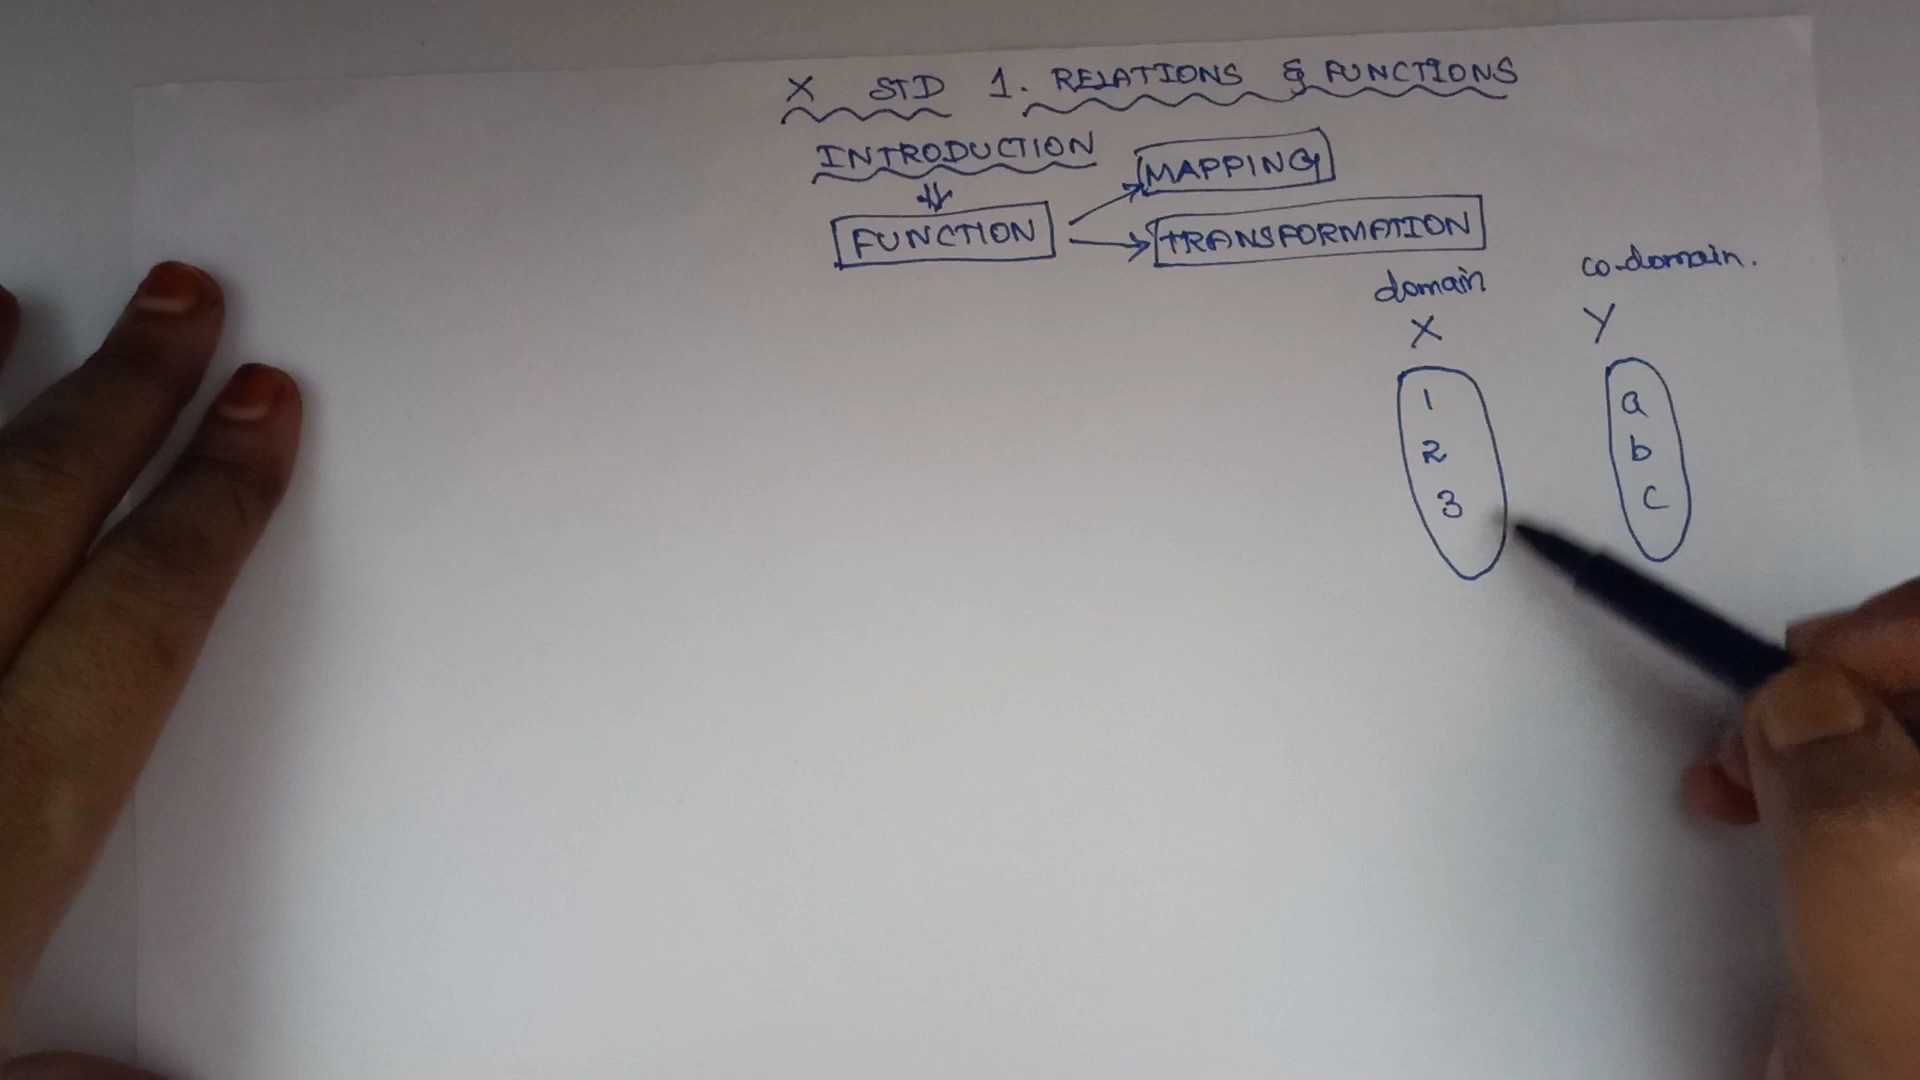 X STD 1. RELATIONS & FUNCTIONS
INTRODUCTION
MAPPING
FUNCTION
TRANSFORMATION
domain co-domain.
X Y
1 a
2 b
3 c